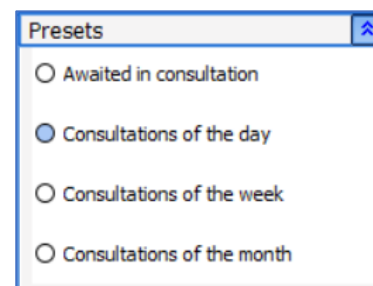 Presets
Awaited in consultation
Consultations of the day
Consultations of the week
Consultations of the month